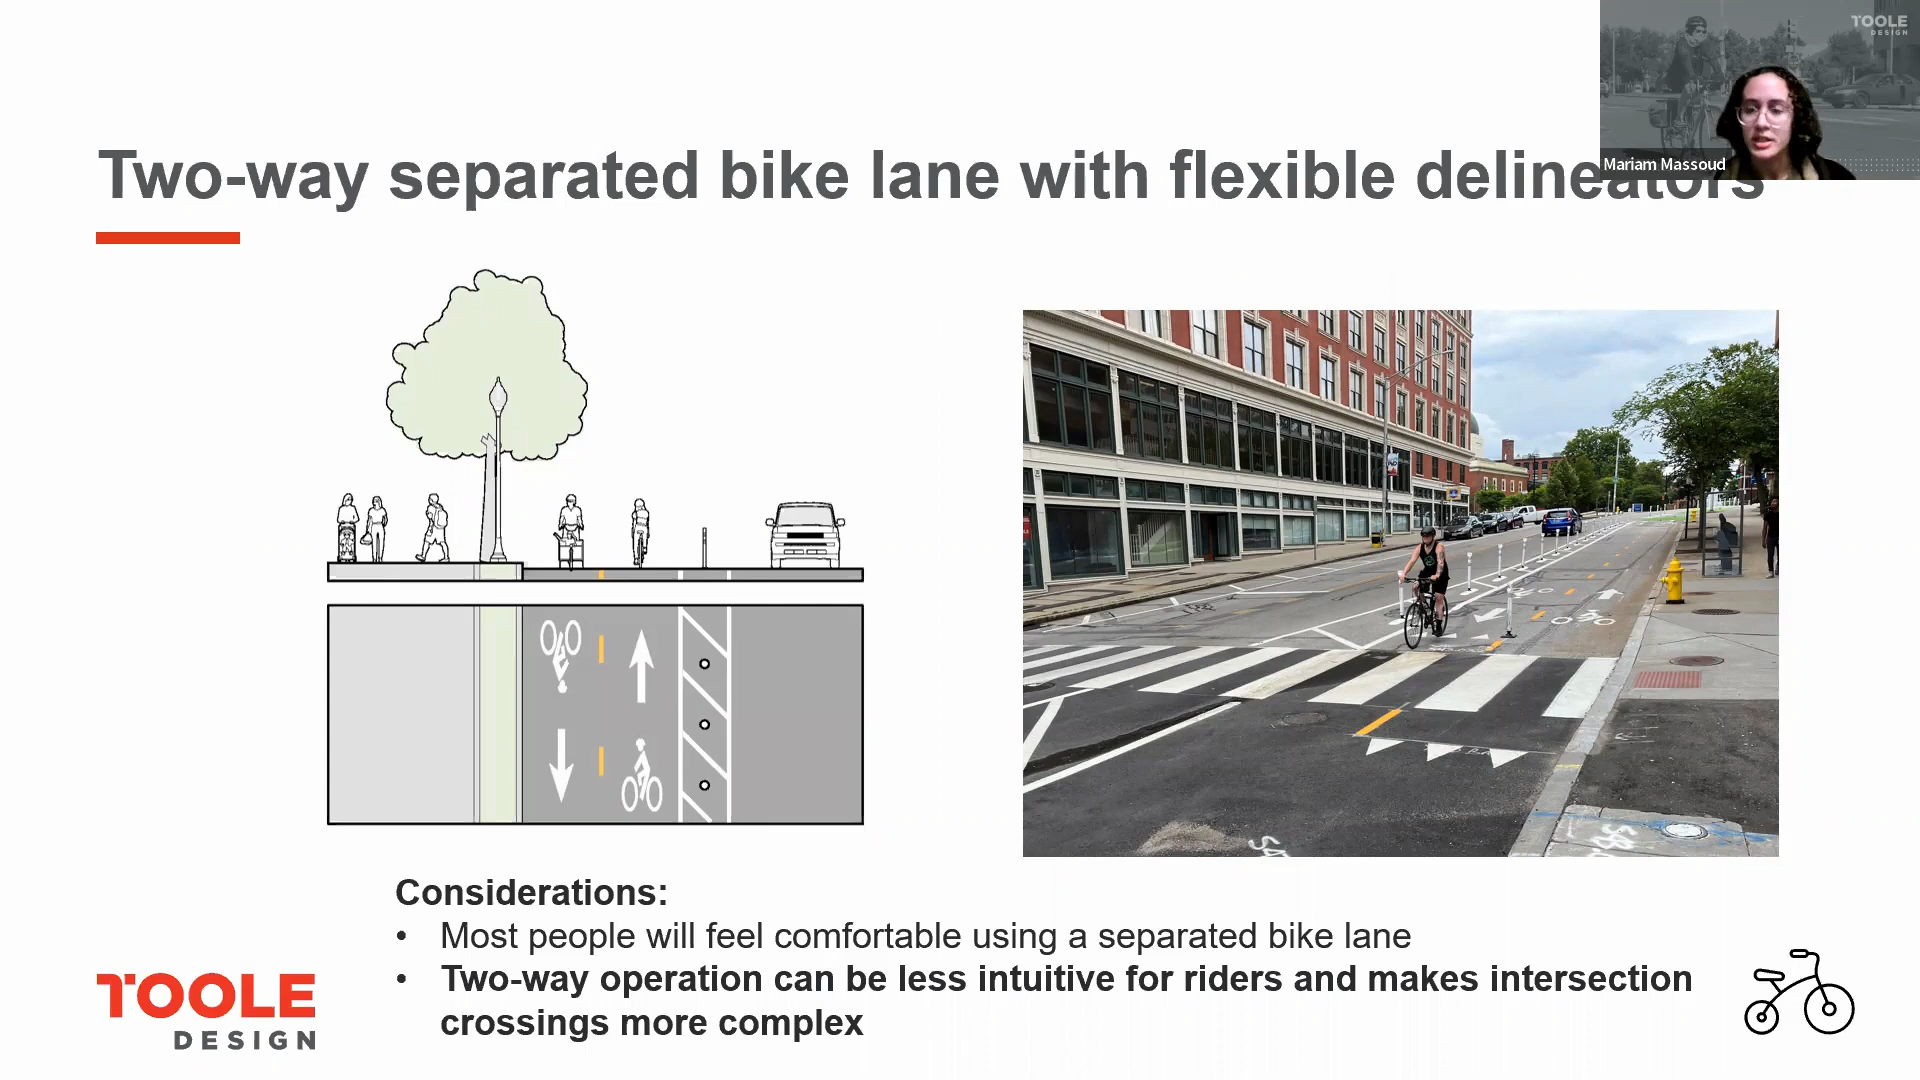 TOOLE
DESIGN
Mariam Massoud
Two-way separated bike lane with flexible delineators
Considerations:
• Most people will feel comfortable using a separated bike lane
• Two-way operation can be less intuitive for riders and makes intersection
crossings more complex
TOOLE
DESIGN